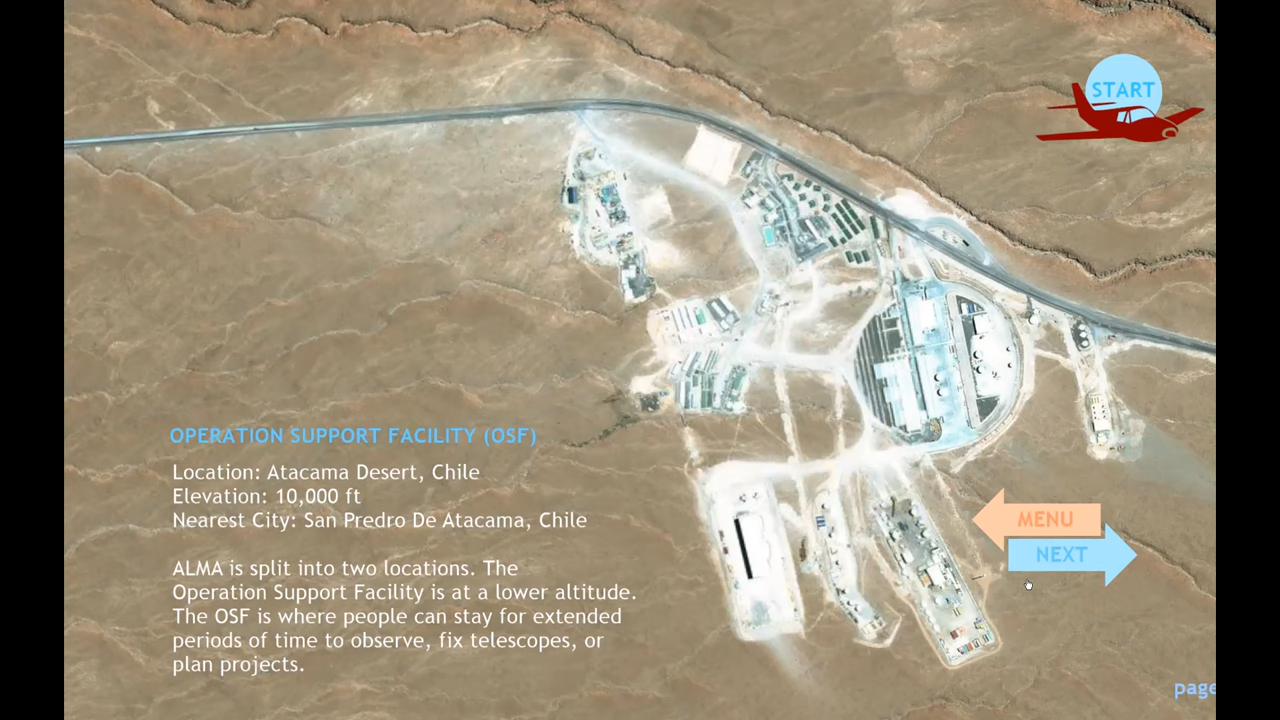 START
OPERATION SUPPORT FACILITY (OSF)
Location: Atacama Desert, Chile
Elevation: 10,000 ft
Nearest City: San Predro De Atacama, Chile
ALMA is split into two locations. The
Operation Support Facility is at a lower altitude.
The OSF is where people can stay for extended
periods of time to observe, fix telescopes, or
plan projects.
MENU
NEXT
page